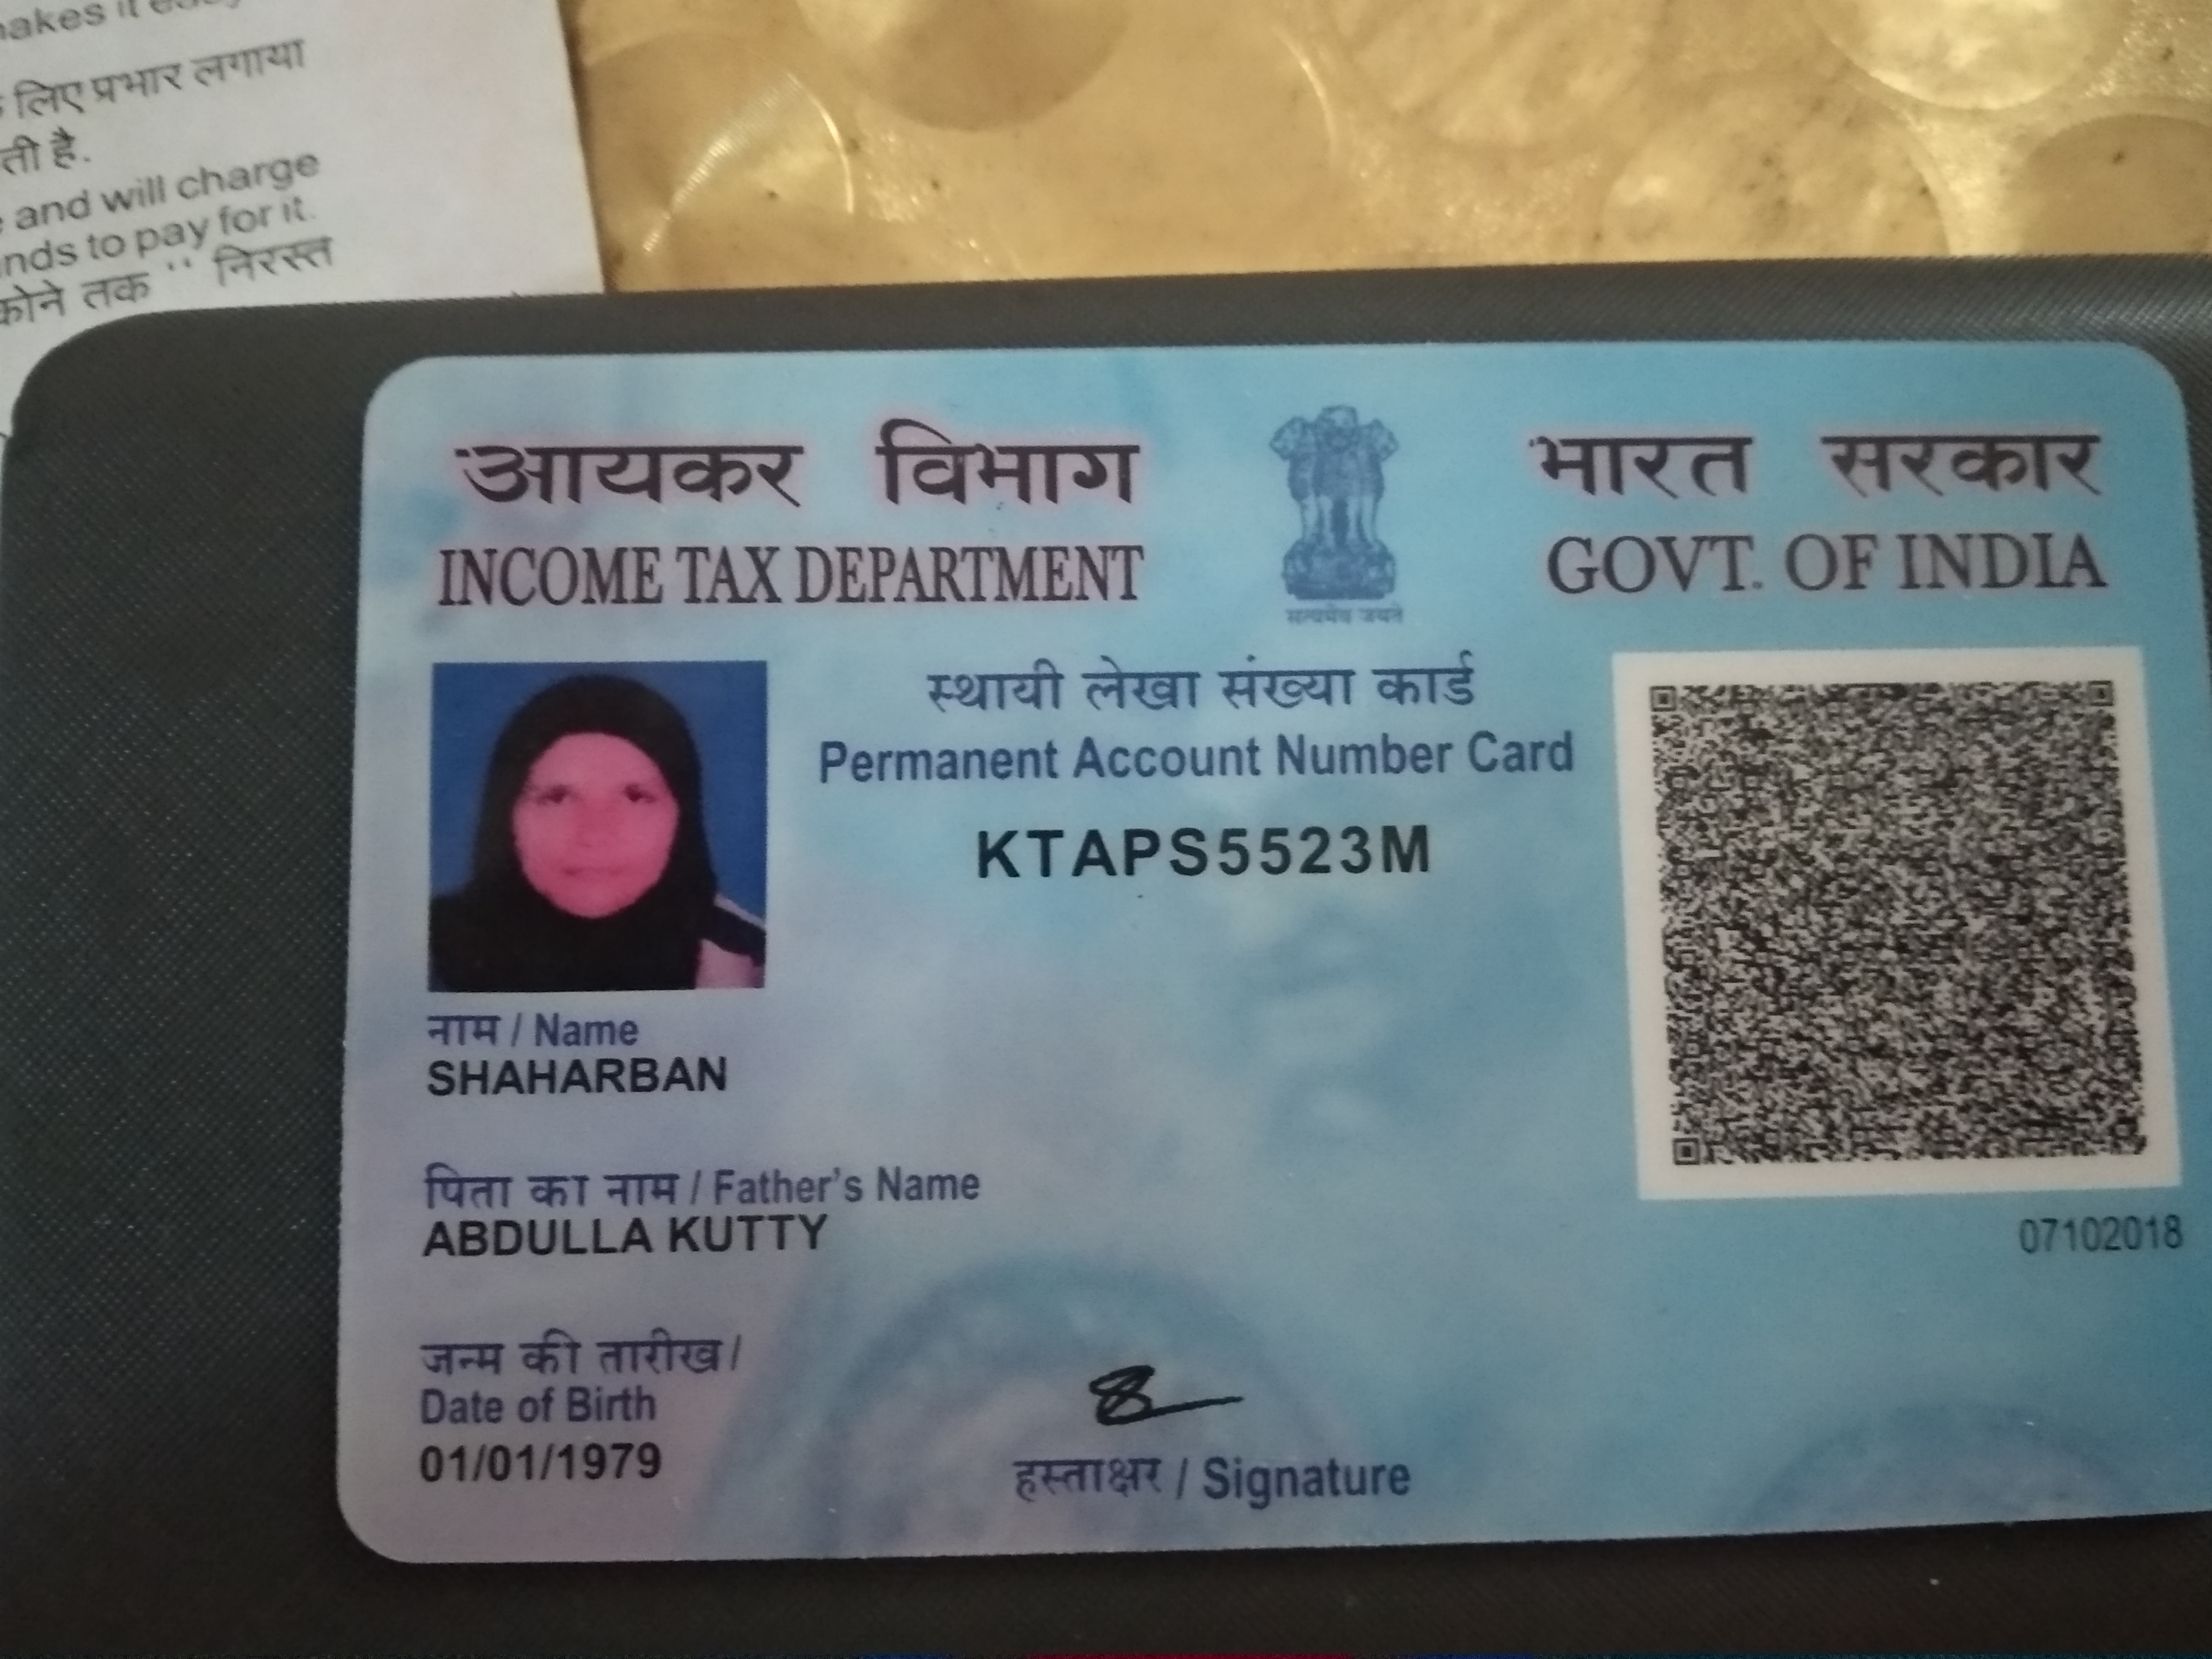 आयकर विभाग
INCOME TAX DEPARTMENT
भारत सरकार
GOVT. OF INDIA
स्थायी लेखा संख्या कार्ड
Permanent Account Number Card
KTAPS5523M
नाम / Name
SHAHARBAN
पिता का नाम / Father's Name
ABDULLA KUTTY
जन्म की तारीख /
Date of Birth
01/01/1979
हस्ताक्षर / Signature
07102018
लिए प्रभार लगाया
ती है.
and will charge
nds to pay for it.
कोने तक निरस्त